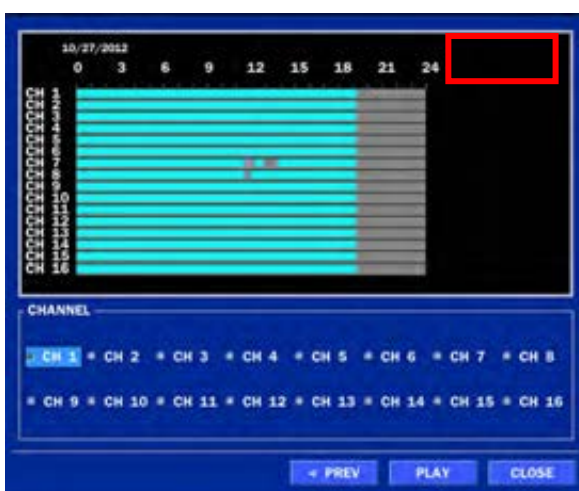 10/27/2012
0 3 6 9 12 15 18 21 24
CH 1
CH 2
CH 3
CH 4
CH 5
CH 6
CH 7
CH 8
CH 9
CH 10
CH 11
CH 12
CH 13
CH 14
CH 15
CH 16
CHANNEL
CH 1 CH 2 CH 3 CH 4 CH 5 CH 6 CH 7 CH 8
CH 9 CH 10 CH 11 CH 12 CH 13 CH 14 CH 15 CH 16
< PREV PLAY CLOSE